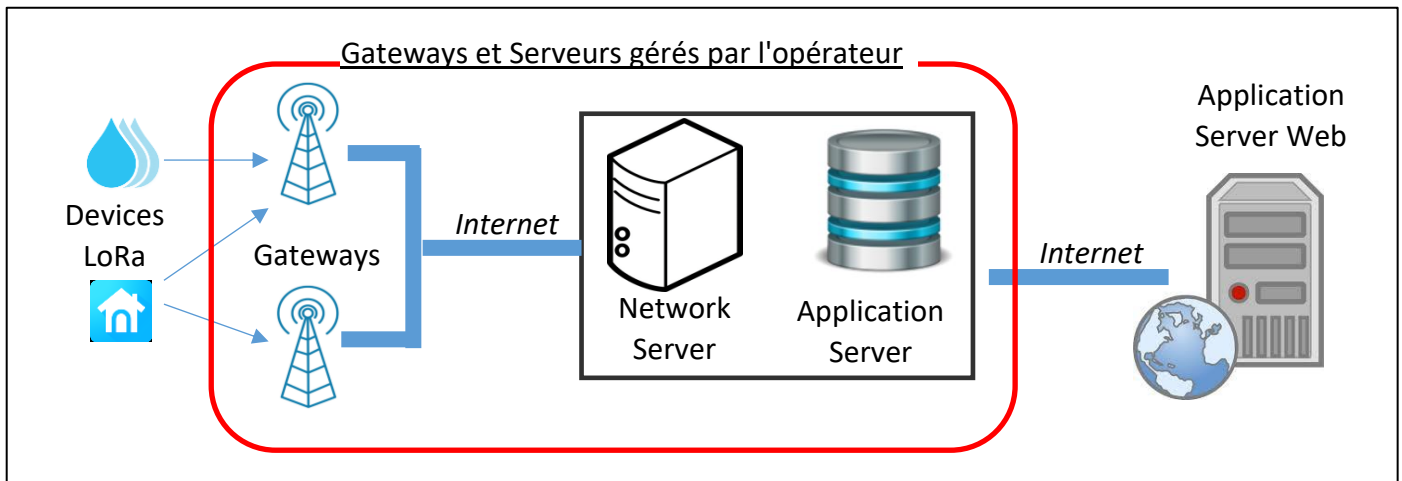 Gateways et Serveurs gérés par l'opérateur
Devices
LoRa
Gateways
Internet
Network
Server
Application
Server
Internet
Application
Server Web